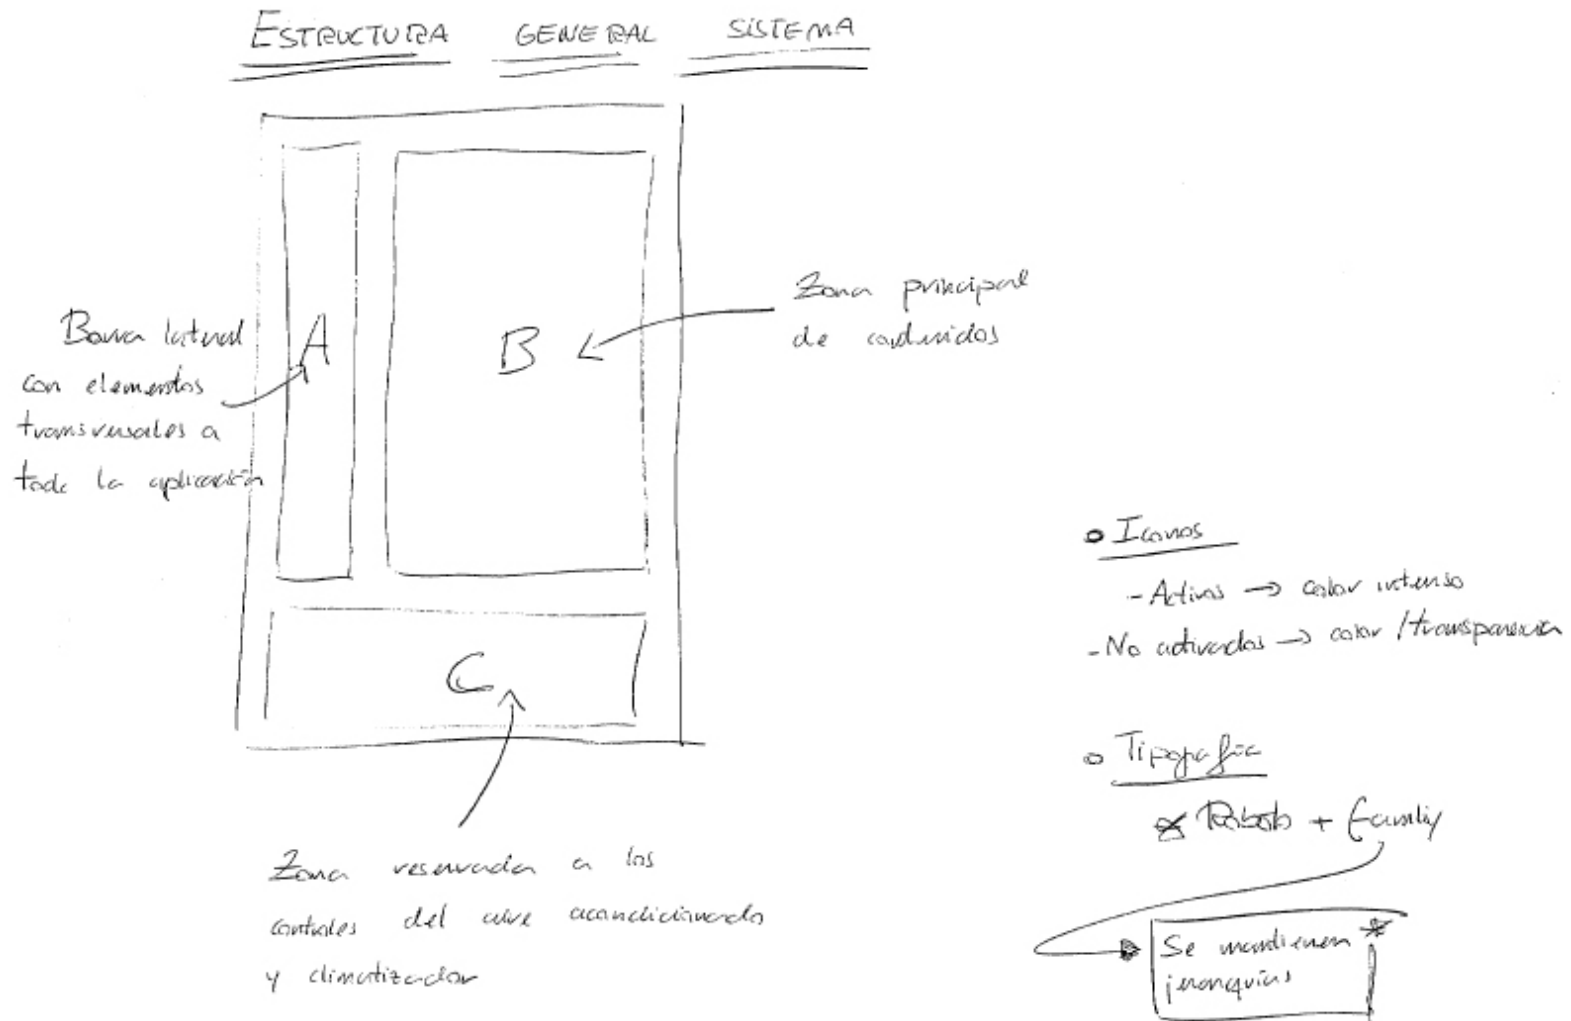 ESTRUCTURA GENERAL SISTEMA
Barra lateral
con elementos
transversales a
toda la aplicación
A
B
Zona principal
de contenidos
C
Zona reservada a los
controles del aire acondicionado
y climatizador
Iconos
- Activos → color intenso
- No activados → color / transparencia
Tipografía
* Roboto + family
Se mantienen *
jerarquías